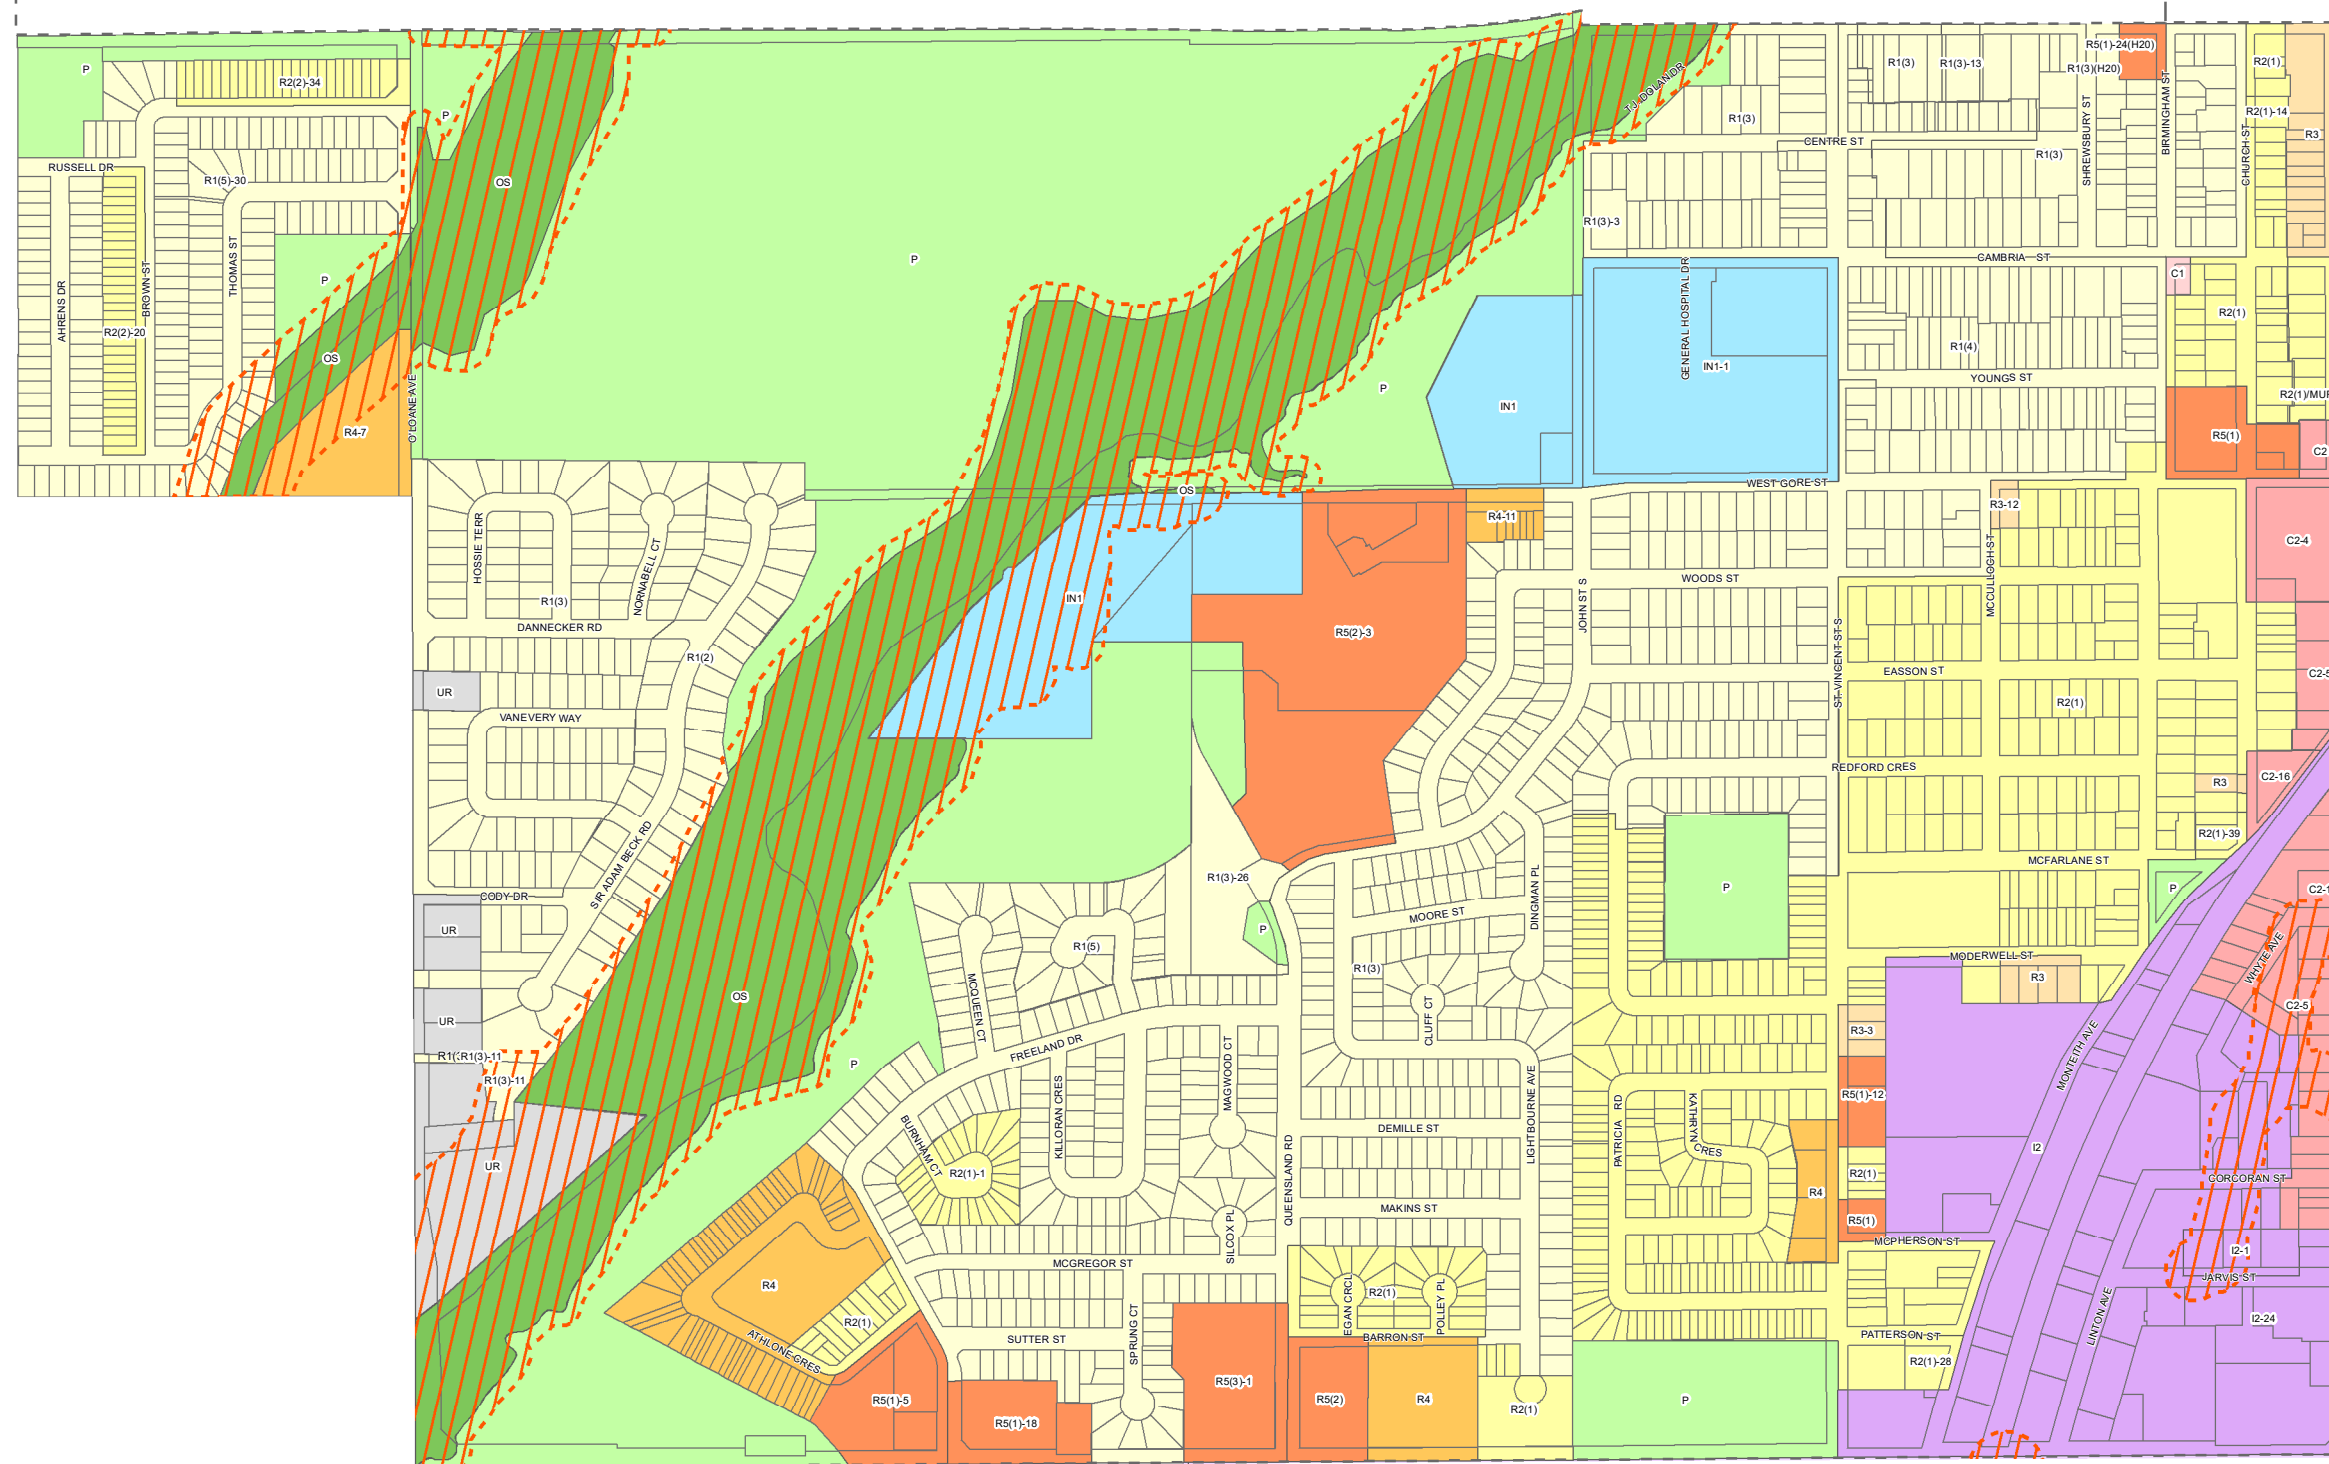 R5(1)-24(H20)
P
R2(2)-34
R1(3)
R1(3)-13
R1(3)(H20)
R2(1)
T.J. DOLAN DR
P
R1(3)
R2(1)-14
R3
BIRMINGHAM ST
SHREWSBURY ST
CHURCH ST
CENTRE ST
R1(3)
RUSSELL DR
R1(5)-30
OS
R1(3)-3
THOMAS ST
P
P
CAMBRIA ST
C1
BROWN ST
AHRENS DR
GENERAL HOSPITAL DR
R2(1)
R2(2)-20
OS
R1(4)
IN1-1
YOUNGS ST
P
O'LOANE AVE
IN1
R4-7
R5(1)
C2
WEST GORE ST
OS
R3-12
R4-11
C2-4
HOSSIE TERR
NORNABELL CT
WOODS ST
MCCULLOGH ST
JOHN ST S
IN1
R1(3)
DANNECKER RD
R5(2)-3
R1(2)
ST VINCENT ST S
EASSON ST
UR
R2(1)
VANEVERY WAY
REDFORD CRES
C2-16
R3
SIR ADAM BECK RD
R2(1)-39
MCFARLANE ST
R1(3)-26
P
P
CODY DR
DINGMAN PL
MOORE ST
UR
P
R1(5)
WHYTE AVE
MODERWELL ST
R1(3)
R3
OS
MCQUEEN CT
CLUFF CT
C2-5
UR
R3-3
FREELAND DR
MONTEITH AVE
R1(3)-11
P
R1(3)-11
MAGWOOD CT
KILLORAN CRES
LIGHTBOURNE AVE
R5(1)-12
PATRICIA RD
KATHRYN CRES
DEMILLE ST
BURNHAM CT
I2
UR
R2(1)-1
R2(1)
CORCORAN ST
QUEENSLAND RD
R4
MAKINS ST
SILCOX PL
R5(1)
MCPHERSON ST
I2-1
MCGREGOR ST
JARVIS ST
R4
EGAN CRCL
R2(1)
POLLEY PL
LINTON AVE
I2-24
R2(1)
SPRUNG CT
SUTTER ST
BARRON ST
PATTERSON ST
ATHLONE CRES
R2(1)-28
R5(3)-1
R5(1)-5
R5(2)
R4
P
R2(1)
R5(1)-18